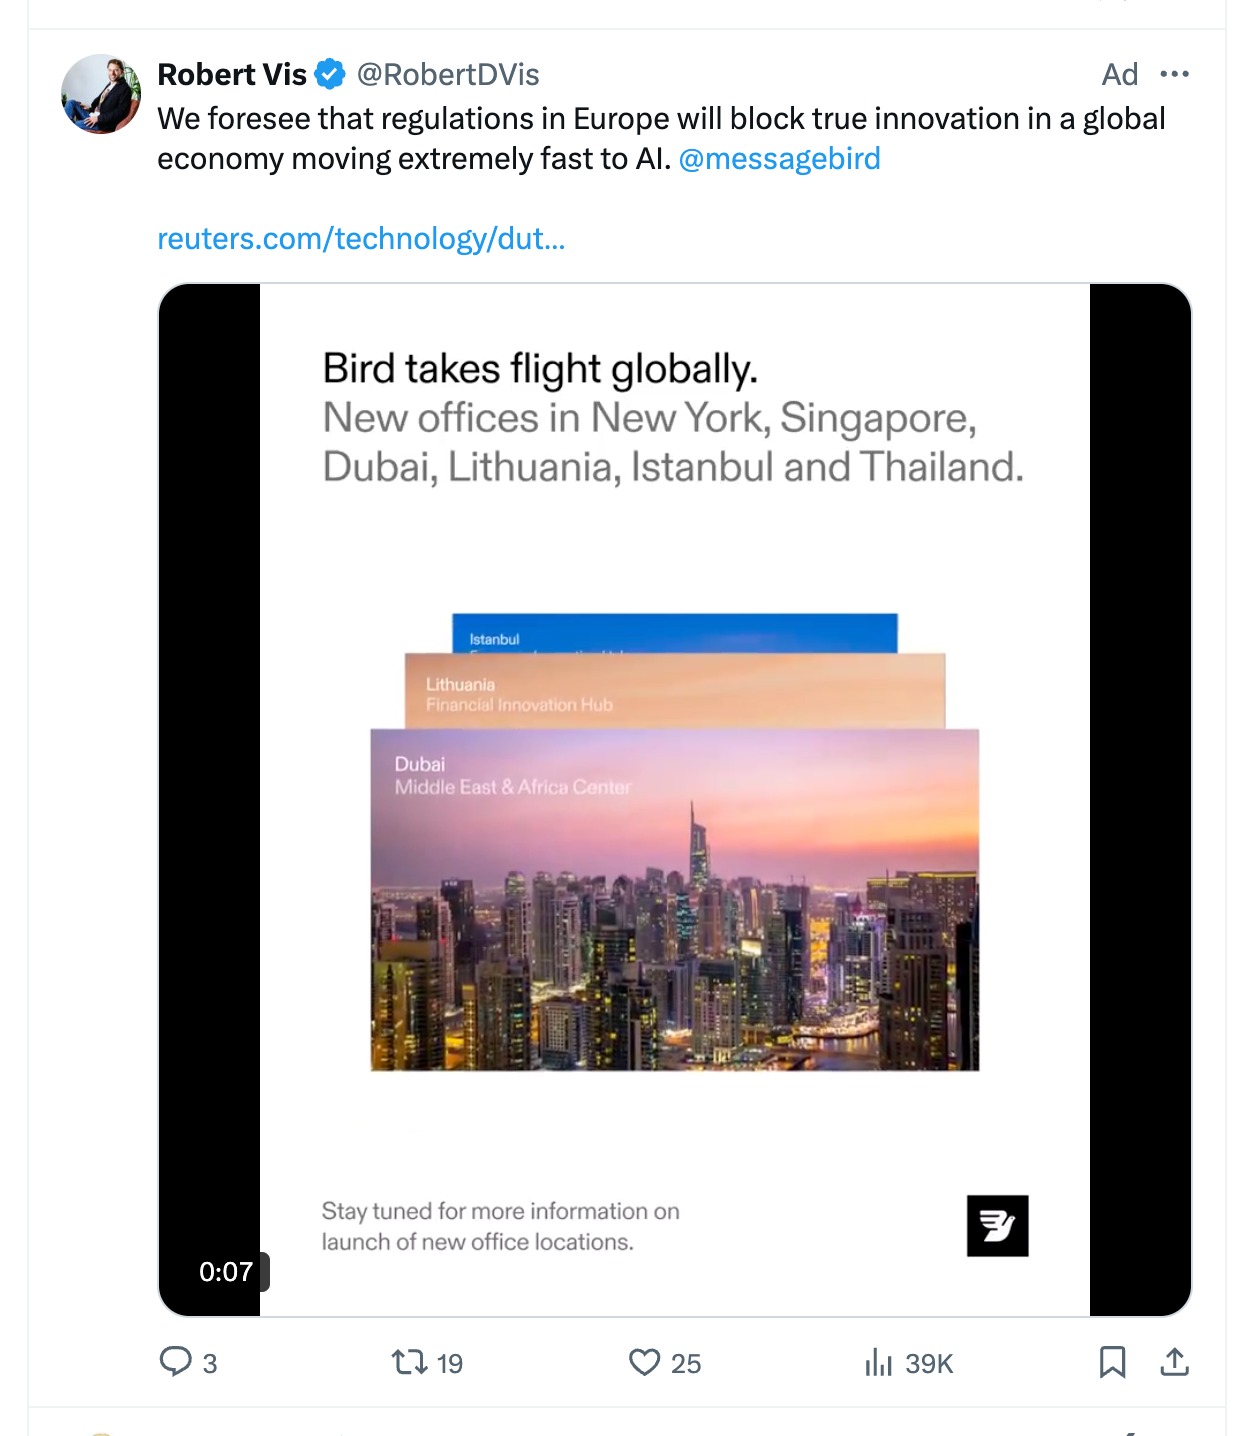 Robert Vis @RobertDVis Ad
We foresee that regulations in Europe will block true innovation in a global
economy moving extremely fast to AI. @messagebird
reuters.com/technology/dut...
Bird takes flight globally.
New offices in New York, Singapore,
Dubai, Lithuania, Istanbul and Thailand.
Istanbul
Lithuania
Financial Innovation Hub
Dubai
Middle East & Africa Center
Stay tuned for more information on
launch of new office locations.
0:07
3 19 25 39K